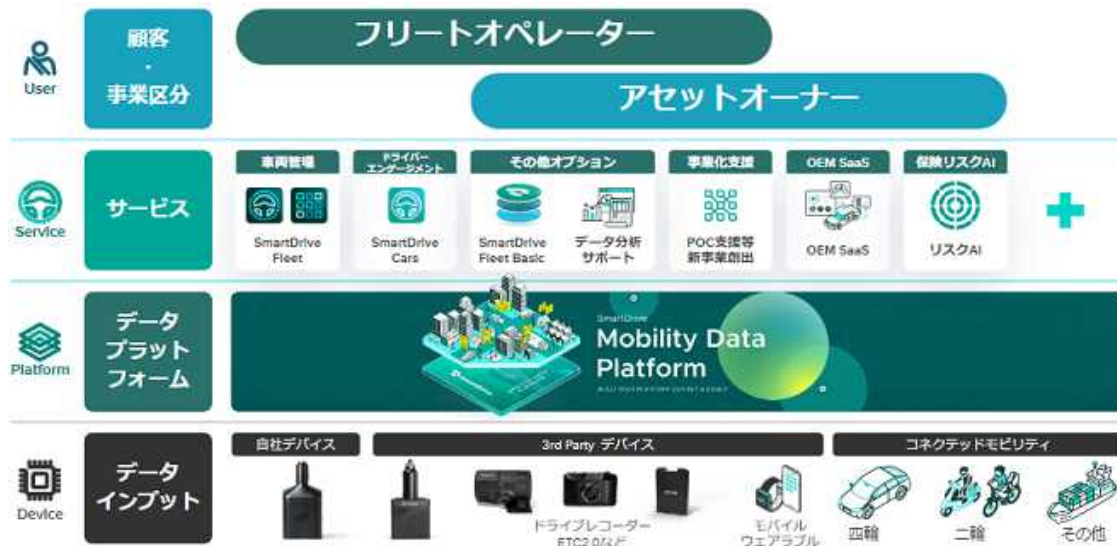 フリートオペレーター
アセットオーナー
User
顧客
・
事業区分
Service
サービス
車両管理
SmartDrive
Fleet
ドライバー
エンゲージメント
SmartDrive
Cars
その他オプション
SmartDrive
Fleet Basic
データ分析
サポート
事業化支援
POC支援等
新事業創出
OEM SaaS
OEM SaaS
保険リスクAI
リスクAI
Platform
データ
プラット
フォーム
SmartDrive
Mobility Data
Platform
Device
データ
インプット
自社デバイス
3rd Party デバイス
ドライブレコーダー
ETC2.0など
モバイル
ウェアラブル
コネクテッドモビリティ
四輪
二輪
その他